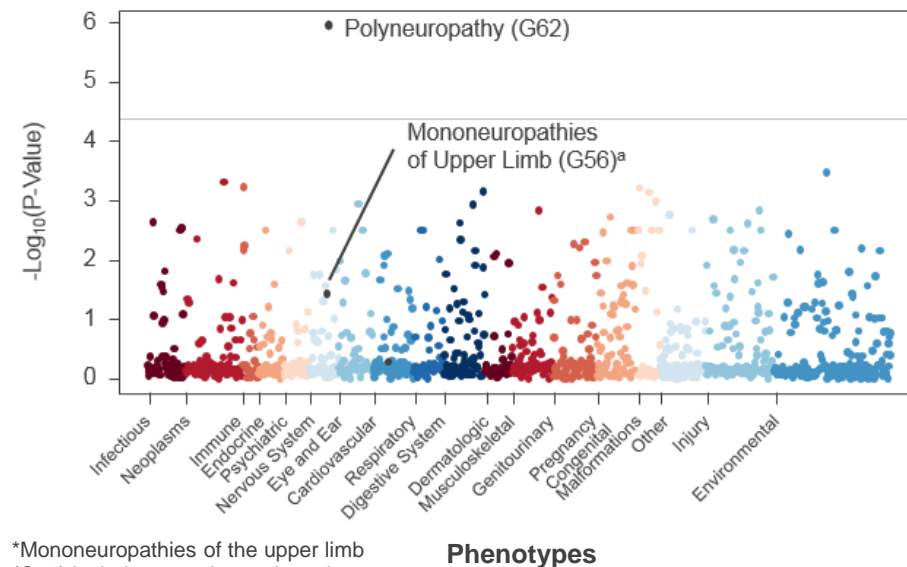 6
Polyneuropathy (G62)
5
4
Mononeuropathies
of Upper Limb (G56)ᵃ
3
2
1
0
-Log₁₀(P-Value)
Infectious
Neoplasms
Immune
Endocrine
Psychiatric
Nervous System
Eye and Ear
Cardiovascular
Respiratory
Digestive System
Dermatologic
Musculoskeletal
Genitourinary
Pregnancy
Congenital
Malformations
Other
Injury
Environmental
*Mononeuropathies of the upper limb
Phenotypes